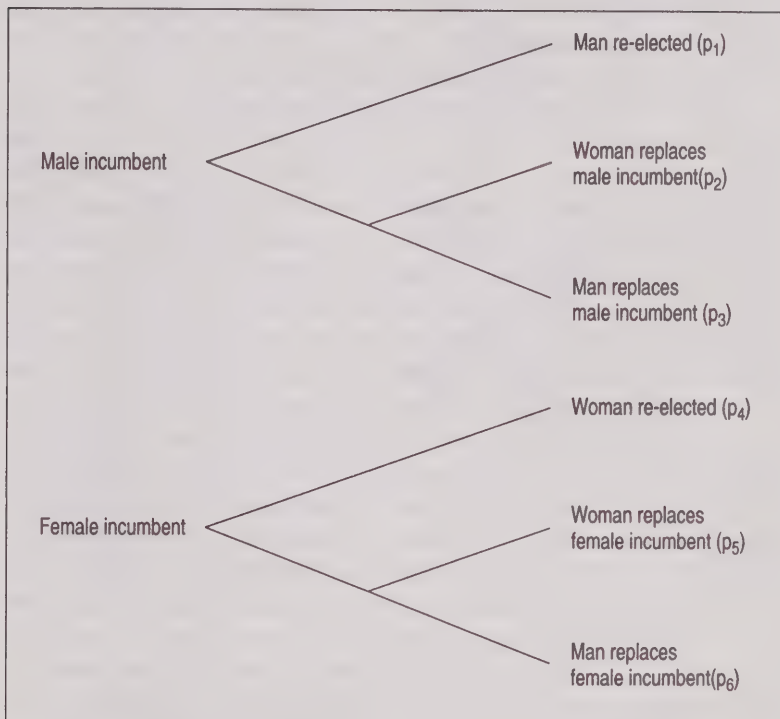 Man re-elected (p₁)
Male incumbent
Woman replaces
male incumbent(p₂)
Man replaces
male incumbent (p₃)
Woman re-elected (p₄)
Female incumbent
Woman replaces
female incumbent (p₅)
Man replaces
female incumbent(p₆)